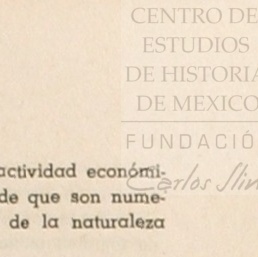 CENTRO DE
ESTUDIOS
DE HISTORIA
DE MEXICO
FUNDACIÓ
Carlos Slim
actividad económi-
de que son nume-
de la naturaleza